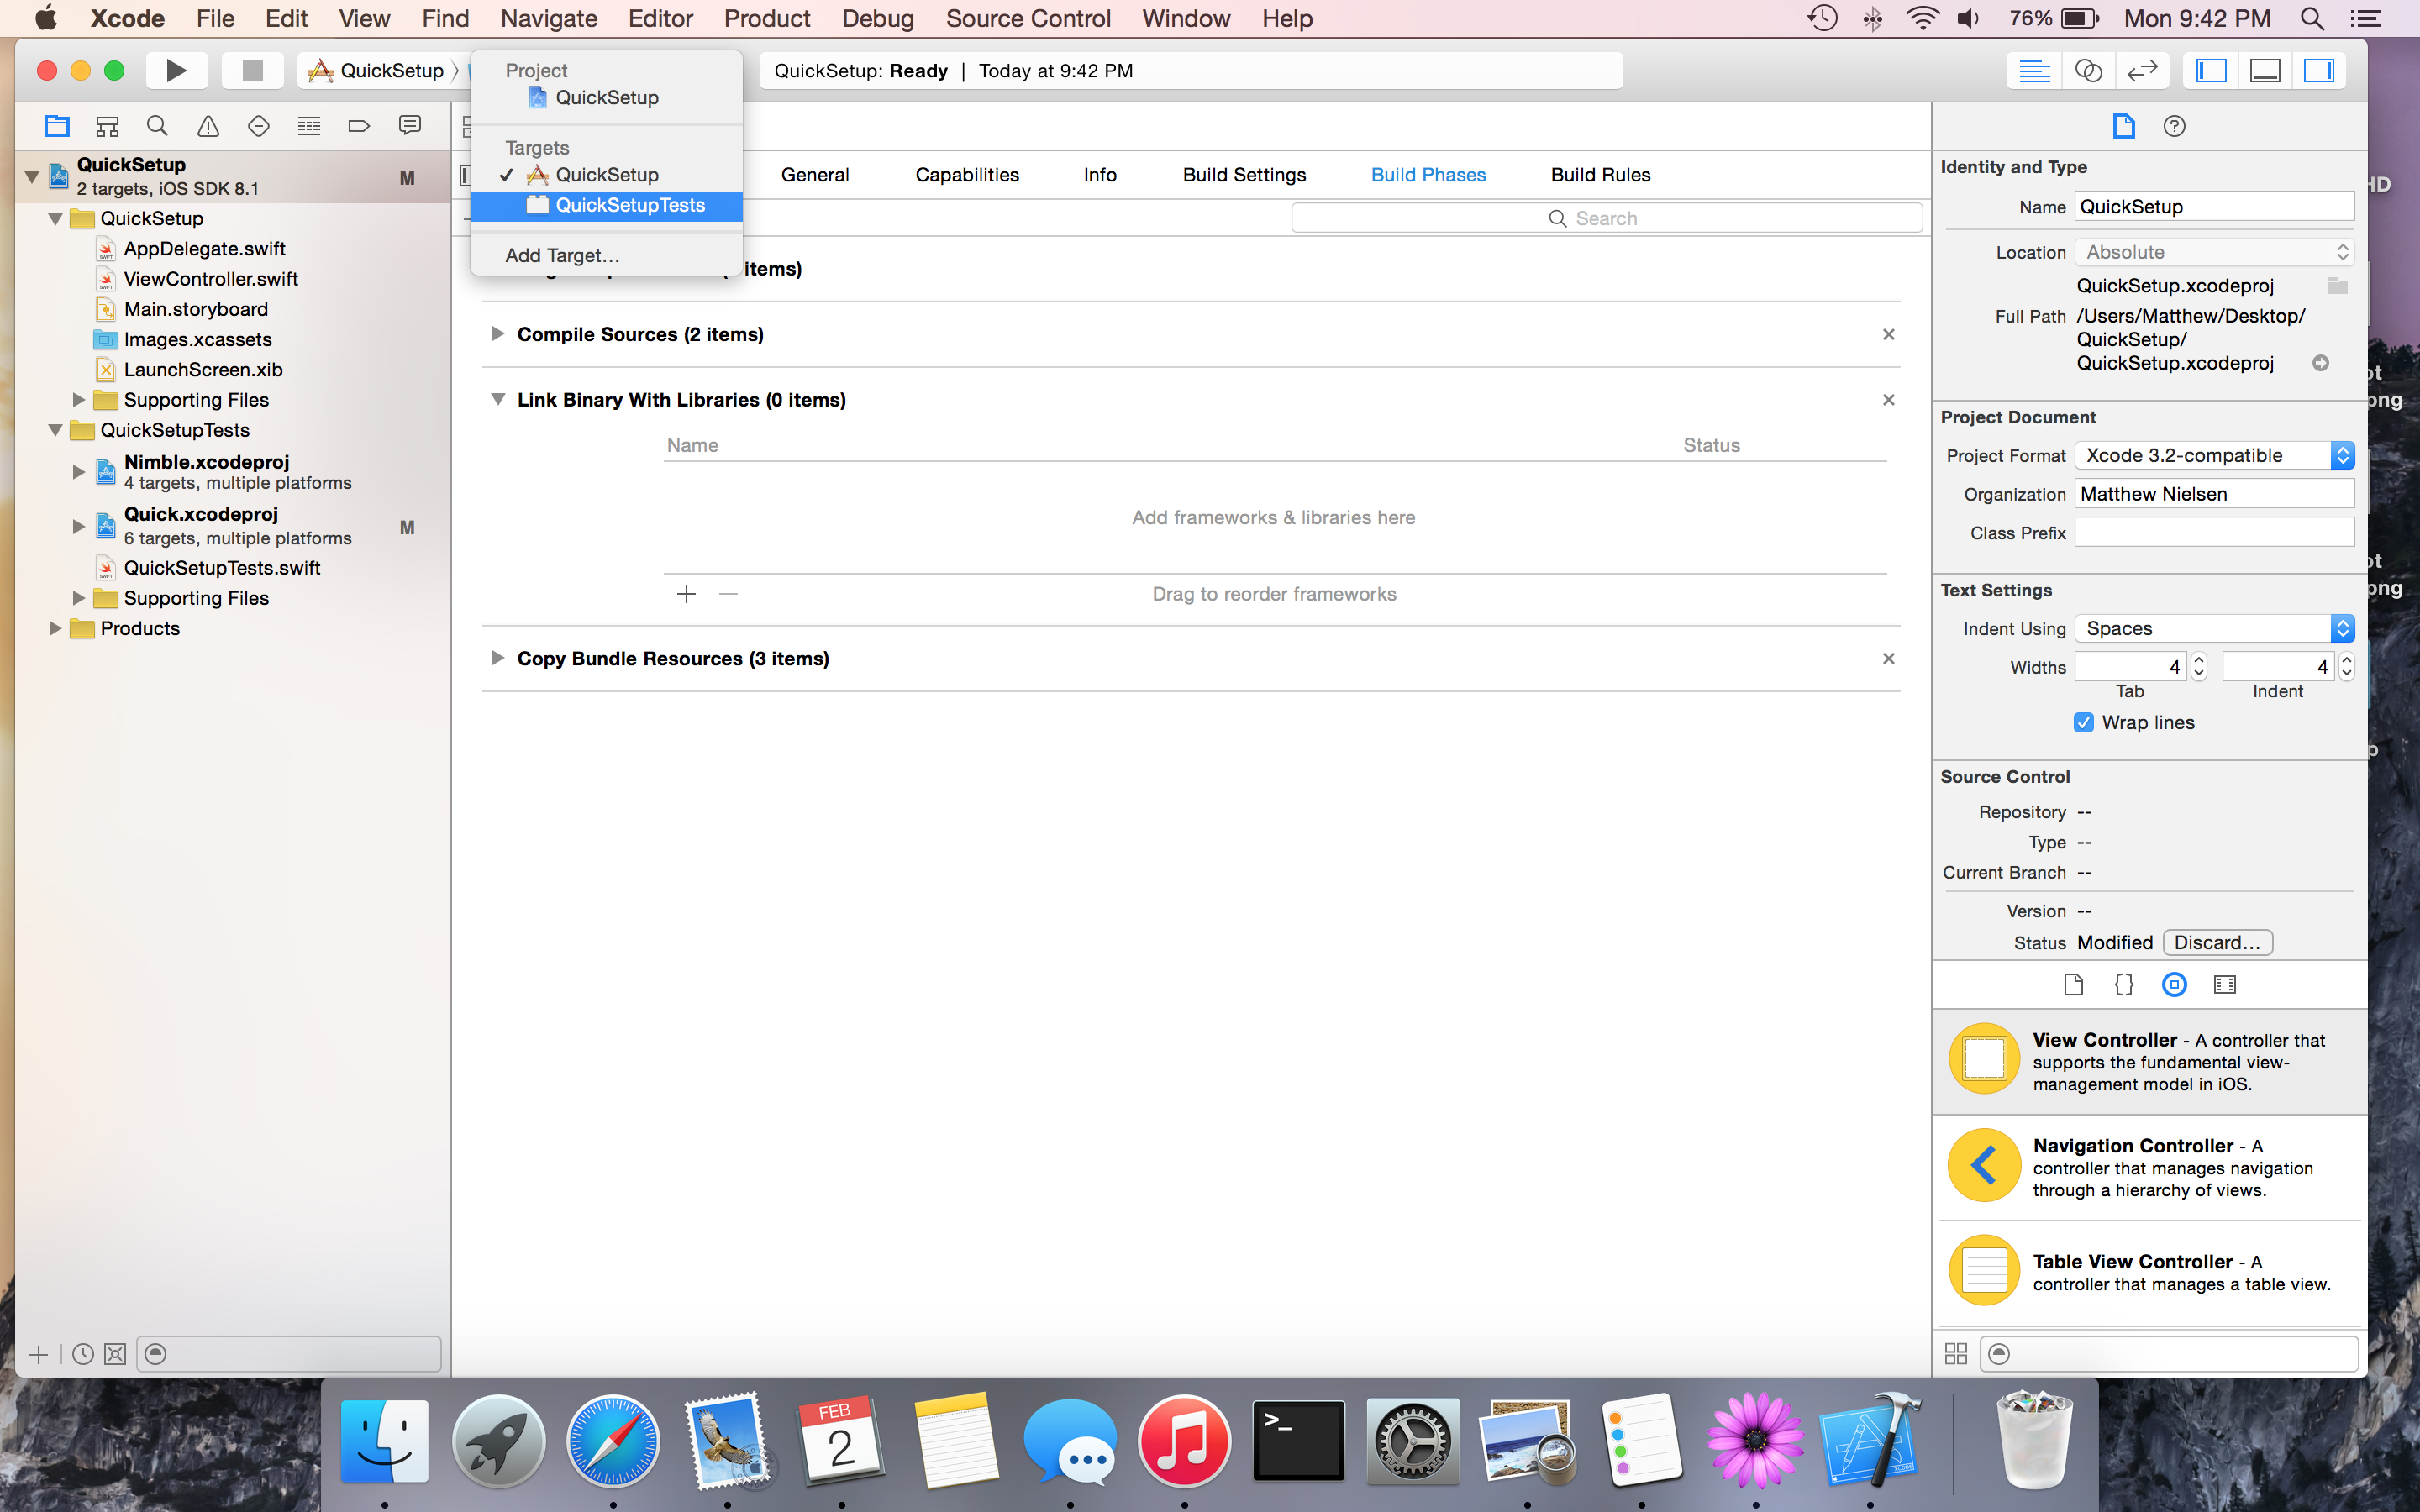 Xcode File Edit View Find Navigate Editor Product Debug Source Control Window Help
76% Mon 9:42 PM
QuickSetup
QuickSetup: Ready | Today at 9:42 PM
Project
QuickSetup
Targets
QuickSetup
QuickSetupTests
Add Target…
QuickSetup
2 targets, iOS SDK 8.1
M
QuickSetup
AppDelegate.swift
ViewController.swift
Main.storyboard
Images.xcassets
LaunchScreen.xib
Supporting Files
QuickSetupTests
Nimble.xcodeproj
4 targets, multiple platforms
Quick.xcodeproj
6 targets, multiple platforms
M
QuickSetupTests.swift
Supporting Files
Products
General Capabilities Info Build Settings Build Phases Build Rules
Search
items)
Compile Sources (2 items)
Link Binary With Libraries (0 items)
Name Status
Add frameworks & libraries here
Drag to reorder frameworks
Copy Bundle Resources (3 items)
Identity and Type
Name QuickSetup
Location Absolute
QuickSetup.xcodeproj
Full Path /Users/Matthew/Desktop/
QuickSetup/
QuickSetup.xcodeproj
Project Document
Project Format Xcode 3.2-compatible
Organization Matthew Nielsen
Class Prefix
Text Settings
Indent Using Spaces
Widths 4 4
Tab Indent
Wrap lines
Source Control
Repository --
Type --
Current Branch --
Version --
Status Modified Discard...
View Controller - A controller that
supports the fundamental view-
management model in iOS.
Navigation Controller - A
controller that manages navigation
through a hierarchy of views.
Table View Controller - A
controller that manages a table view.
HD
png
png
FEB
2